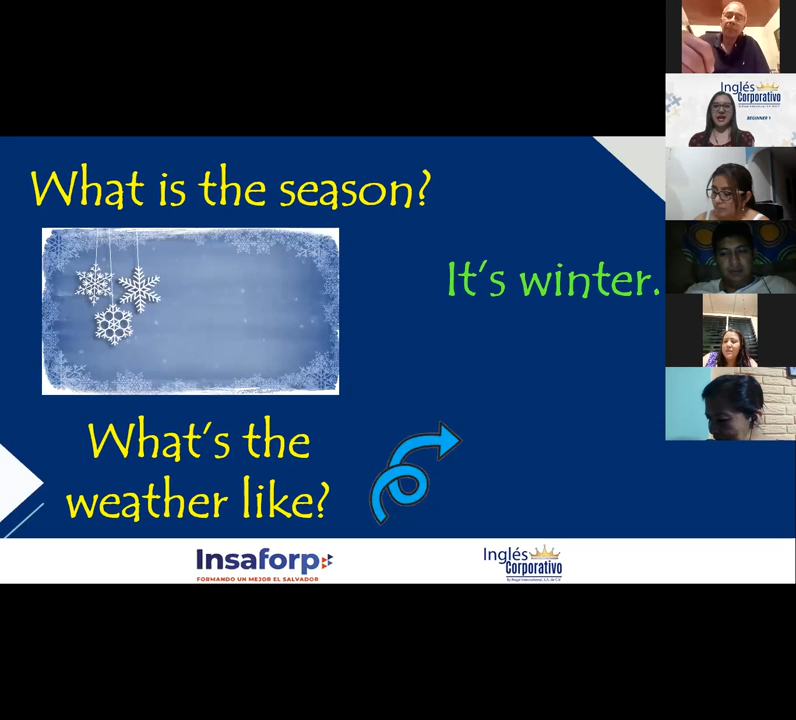 What is the season?
It's winter.
What's the
weather like?
Insaforp
FORMANDO UN MEJOR EL SALVADOR
Inglés
Corporativo
Inglés
Corporativo
BEGINNER 1